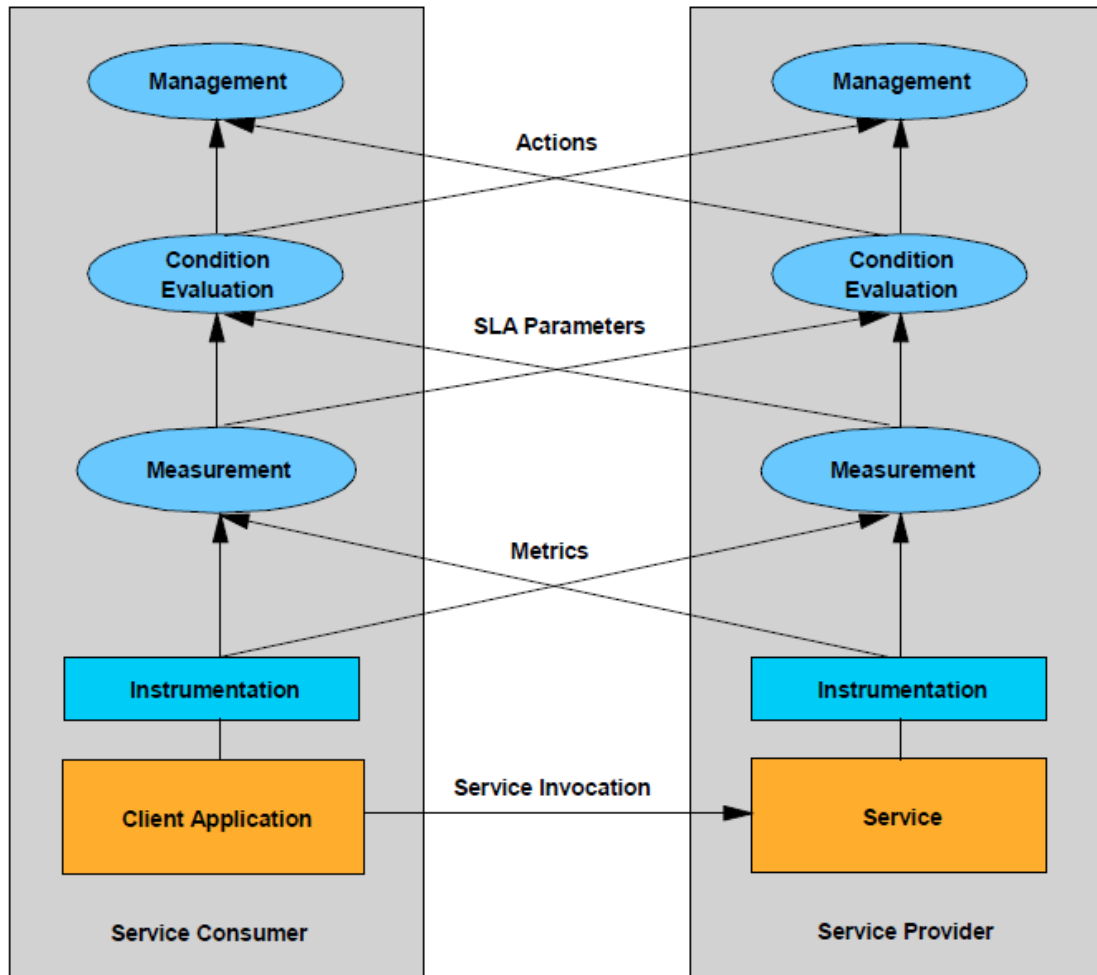 Management
Management
Actions
Condition
Evaluation
Condition
Evaluation
SLA Parameters
Measurement
Measurement
Metrics
Instrumentation
Instrumentation
Service Invocation
Client Application
Service
Service Consumer
Service Provider